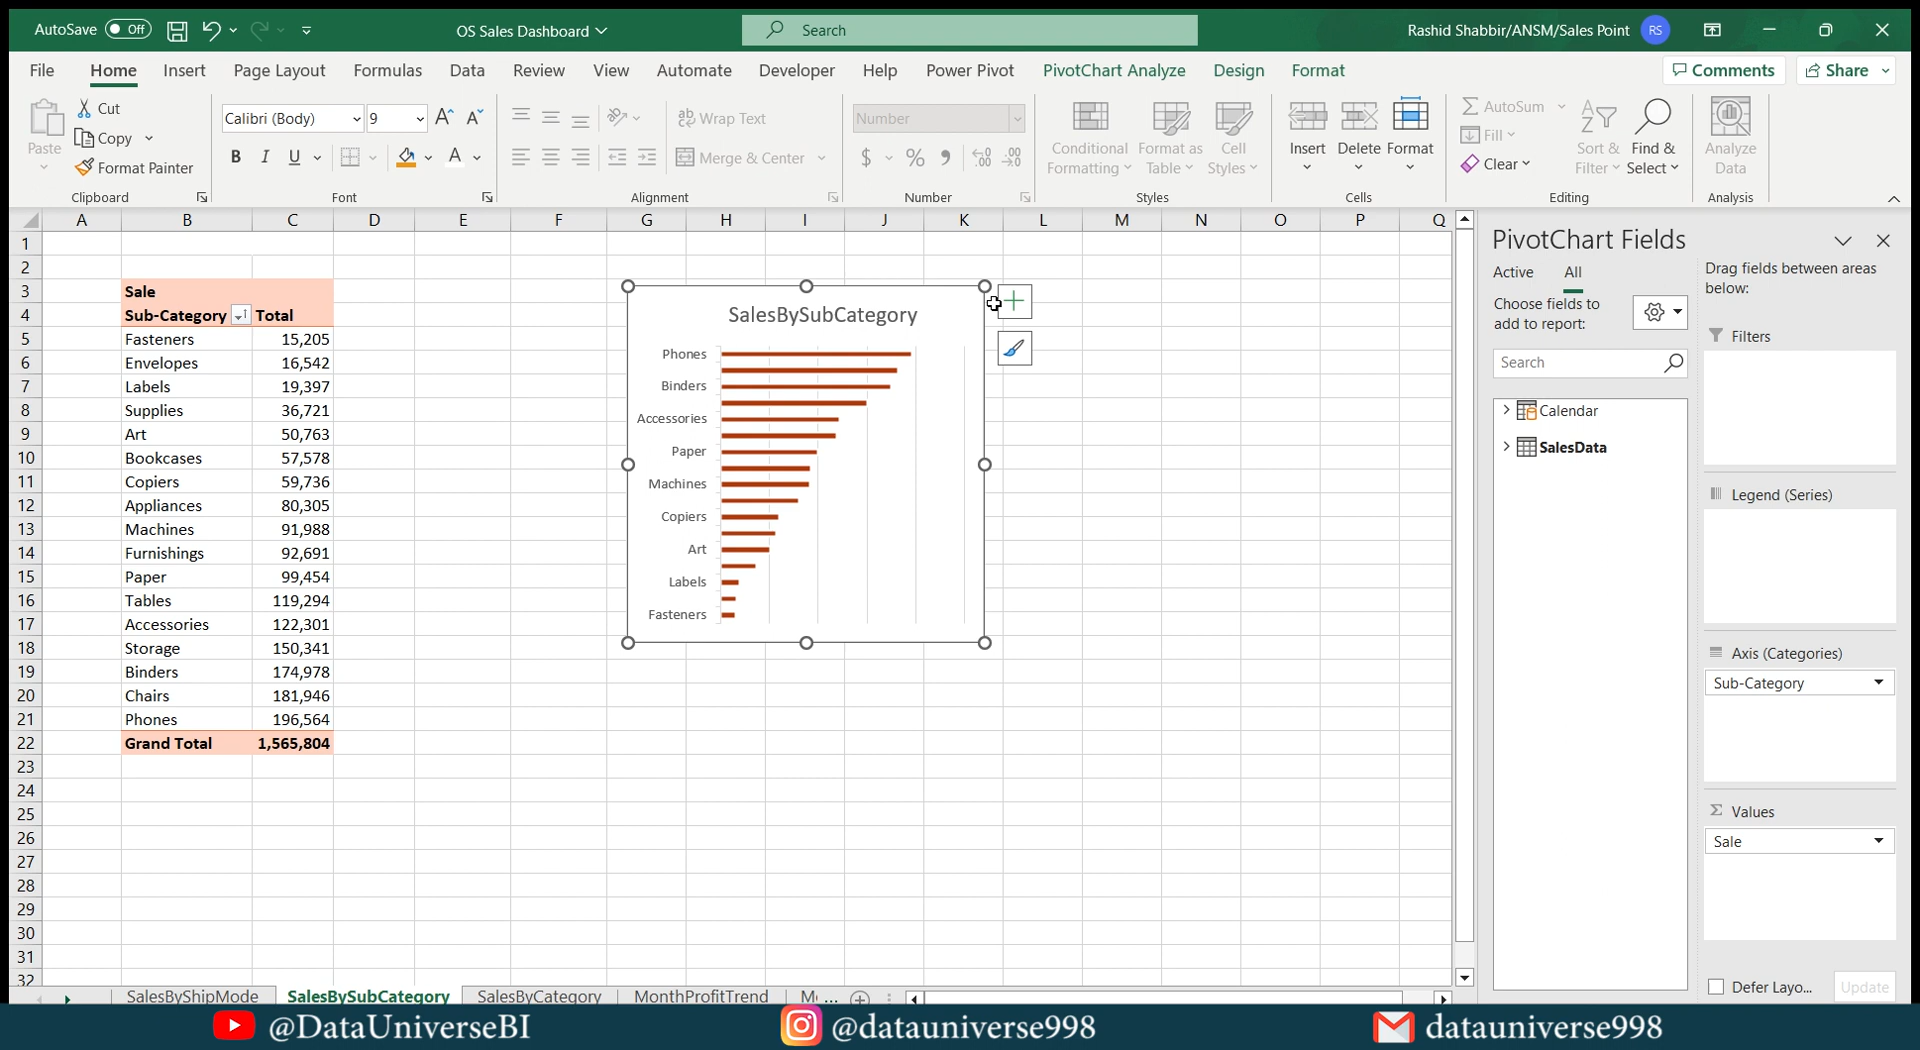 AutoSave Off OS Sales Dashboard Search Rashid Shabbir/ANSM/Sales Point RS
File Home Insert Page Layout Formulas Data Review View Automate Developer Help Power Pivot PivotChart Analyze Design Format Comments Share
Paste
Cut
Copy
Format Painter
Clipboard
Calibri (Body) 9
B I U A
Font
Wrap Text
Merge & Center
Alignment
Number
$ %
Number
Conditional Formatting
Format as Table
Cell Styles
Styles
Insert Delete Format
Cells
AutoSum
Fill
Clear
Sort & Filter
Find & Select
Editing
Analyze Data
Analysis
A B C D E F G H I J K L M N O P Q
1
2
3 Sale
4 Sub-Category Total
5 Fasteners 15,205
6 Envelopes 16,542
7 Labels 19,397
8 Supplies 36,721
9 Art 50,763
10 Bookcases 57,578
11 Copiers 59,736
12 Appliances 80,305
13 Machines 91,988
14 Furnishings 92,691
15 Paper 99,454
16 Tables 119,294
17 Accessories 122,301
18 Storage 150,341
19 Binders 174,978
20 Chairs 181,946
21 Phones 196,564
22 Grand Total 1,565,804
23
24
25
26
27
28
29
30
31
32
SalesBySubCategory
Phones
Binders
Accessories
Paper
Machines
Copiers
Art
Labels
Fasteners
PivotChart Fields
Active All
Choose fields to
add to report:
Search
Calendar
SalesData
Drag fields between areas
below:
Filters
Legend (Series)
Axis (Categories)
Sub-Category
Σ Values
Sale
Defer Layo... Update
SalesByShipMode SalesBySubCategory SalesByCategory MonthProfitTrend M ...
@DataUniverseBI @datauniverse998 datauniverse998